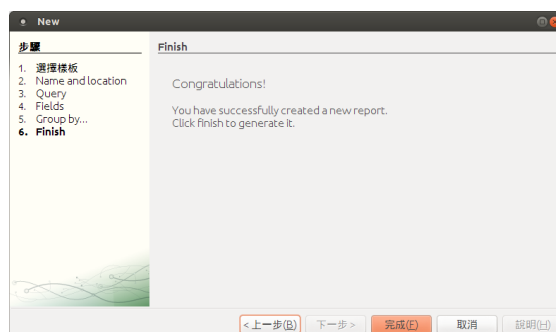 New
步驟
1. 選擇樣板
2. Name and location
3. Query
4. Fields
5. Group by...
6. Finish
Finish
Congratulations!
You have successfully created a new report.
Click finish to generate it.
< 上一步(B)
下一步 >
完成(F)
取消
說明(H)